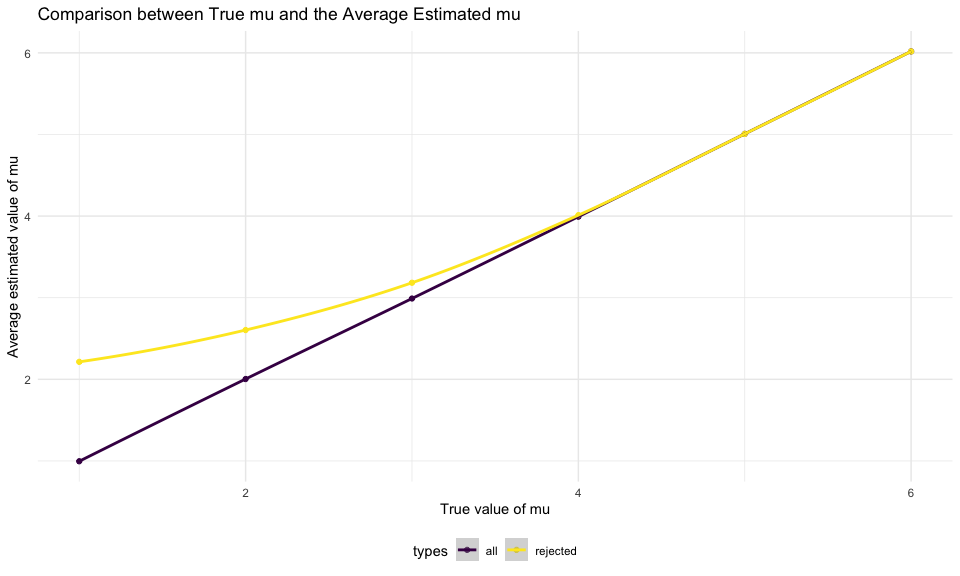 Comparison between True mu and the Average Estimated mu
Average estimated value of mu
6
4
2
2 4 6
True value of mu
types all rejected